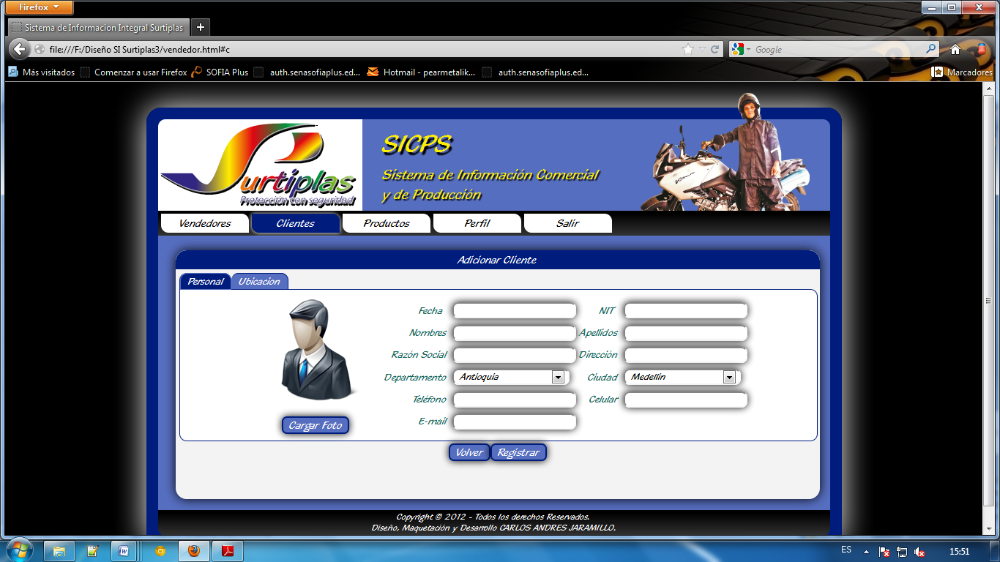 Firefox
Sistema de Informacion Integral Surtiplas
file:///F:/Diseño SI Surtiplas3/vendedor.html#c
Google
Más visitados Comenzar a usar Firefox SOFIA Plus auth.senasofiaplus.ed... Hotmail - pearmetalik... auth.senasofiaplus.ed... Marcadores
Surtiplas
Protección con seguridad
SICPS
Sistema de Información Comercial
y de Producción
Vendedores Clientes Productos Perfil Salir
Adicionar Cliente
Personal Ubicacion
Fecha NIT
Nombres Apellidos
Razón Social Dirección
Departamento Antioquia Ciudad Medellín
Teléfono Celular
E-mail
Cargar Foto
Volver Registrar
Copyright © 2012 - Todos los derechos Reservados.
Diseño, Maquetación y Desarrollo CARLOS ANDRES JARAMILLO.
ES 15:51